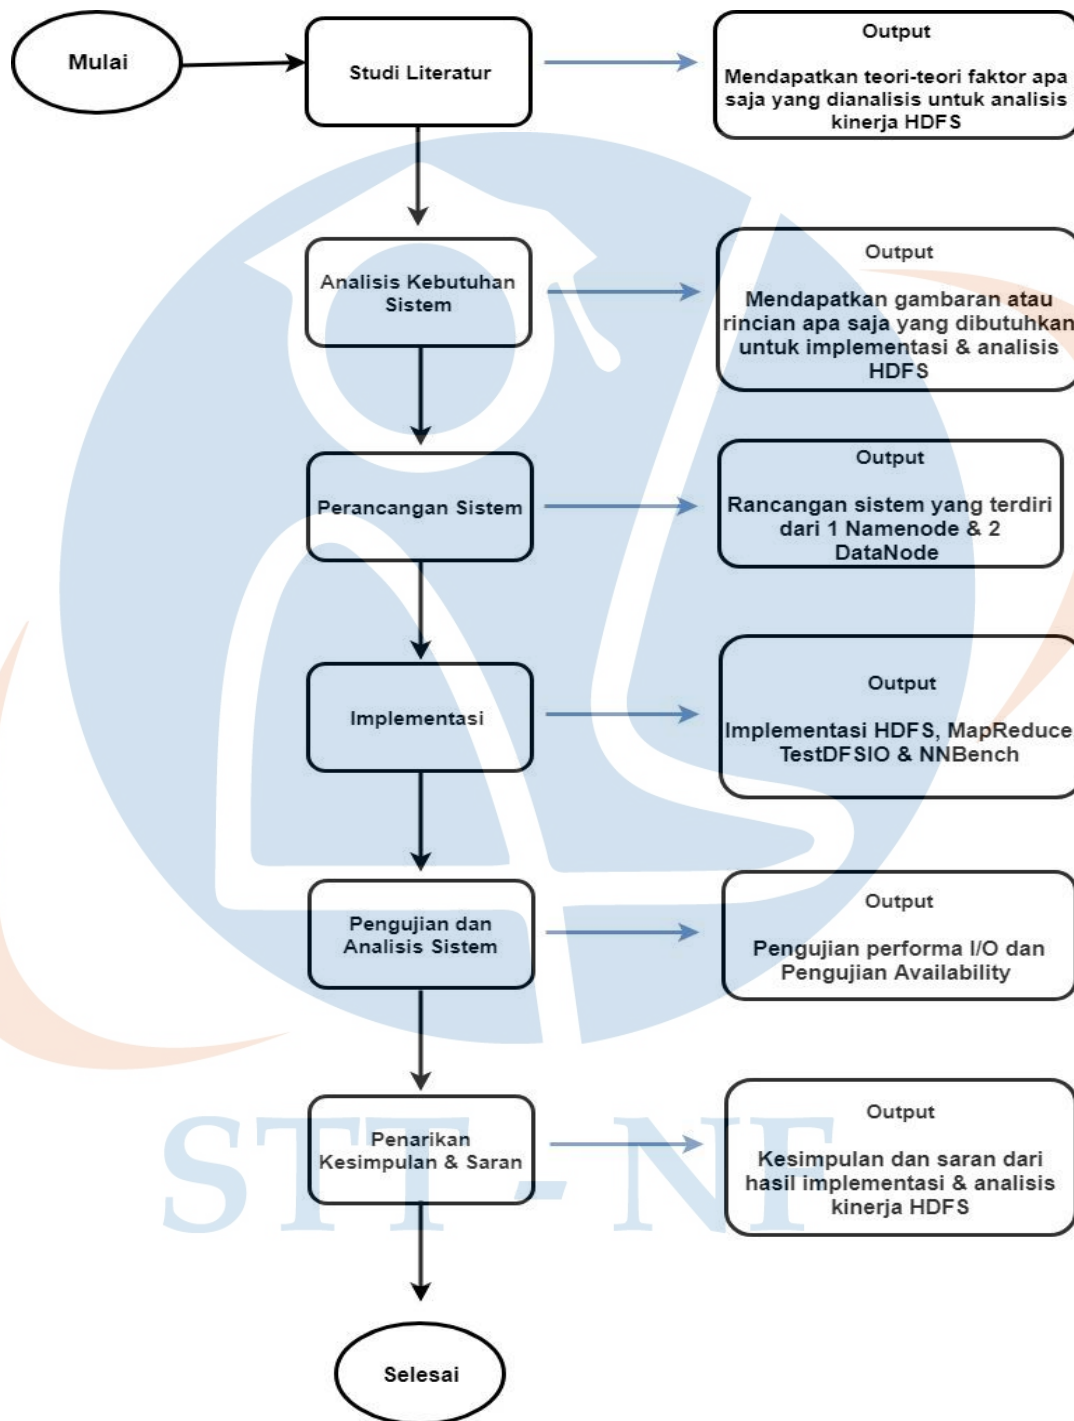 Mulai
Studi Literatur
Output
Mendapatkan teori-teori faktor apa
saja yang dianalisis untuk analisis
kinerja HDFS
Analisis Kebutuhan
Sistem
Output
Mendapatkan gambaran atau
rincian apa saja yang dibutuhkan
untuk implementasi & analisis
HDFS
Perancangan Sistem
Output
Rancangan sistem yang terdiri
dari 1 Namenode & 2
DataNode
Implementasi
Output
Implementasi HDFS, MapReduce
TestDFSIO & NNBench
Pengujian dan
Analisis Sistem
Output
Pengujian performa I/O dan
Pengujian Availability
Penarikan
Kesimpulan & Saran
Output
Kesimpulan dan saran dari
hasil implementasi & analisis
kinerja HDFS
STT - NF
Selesai